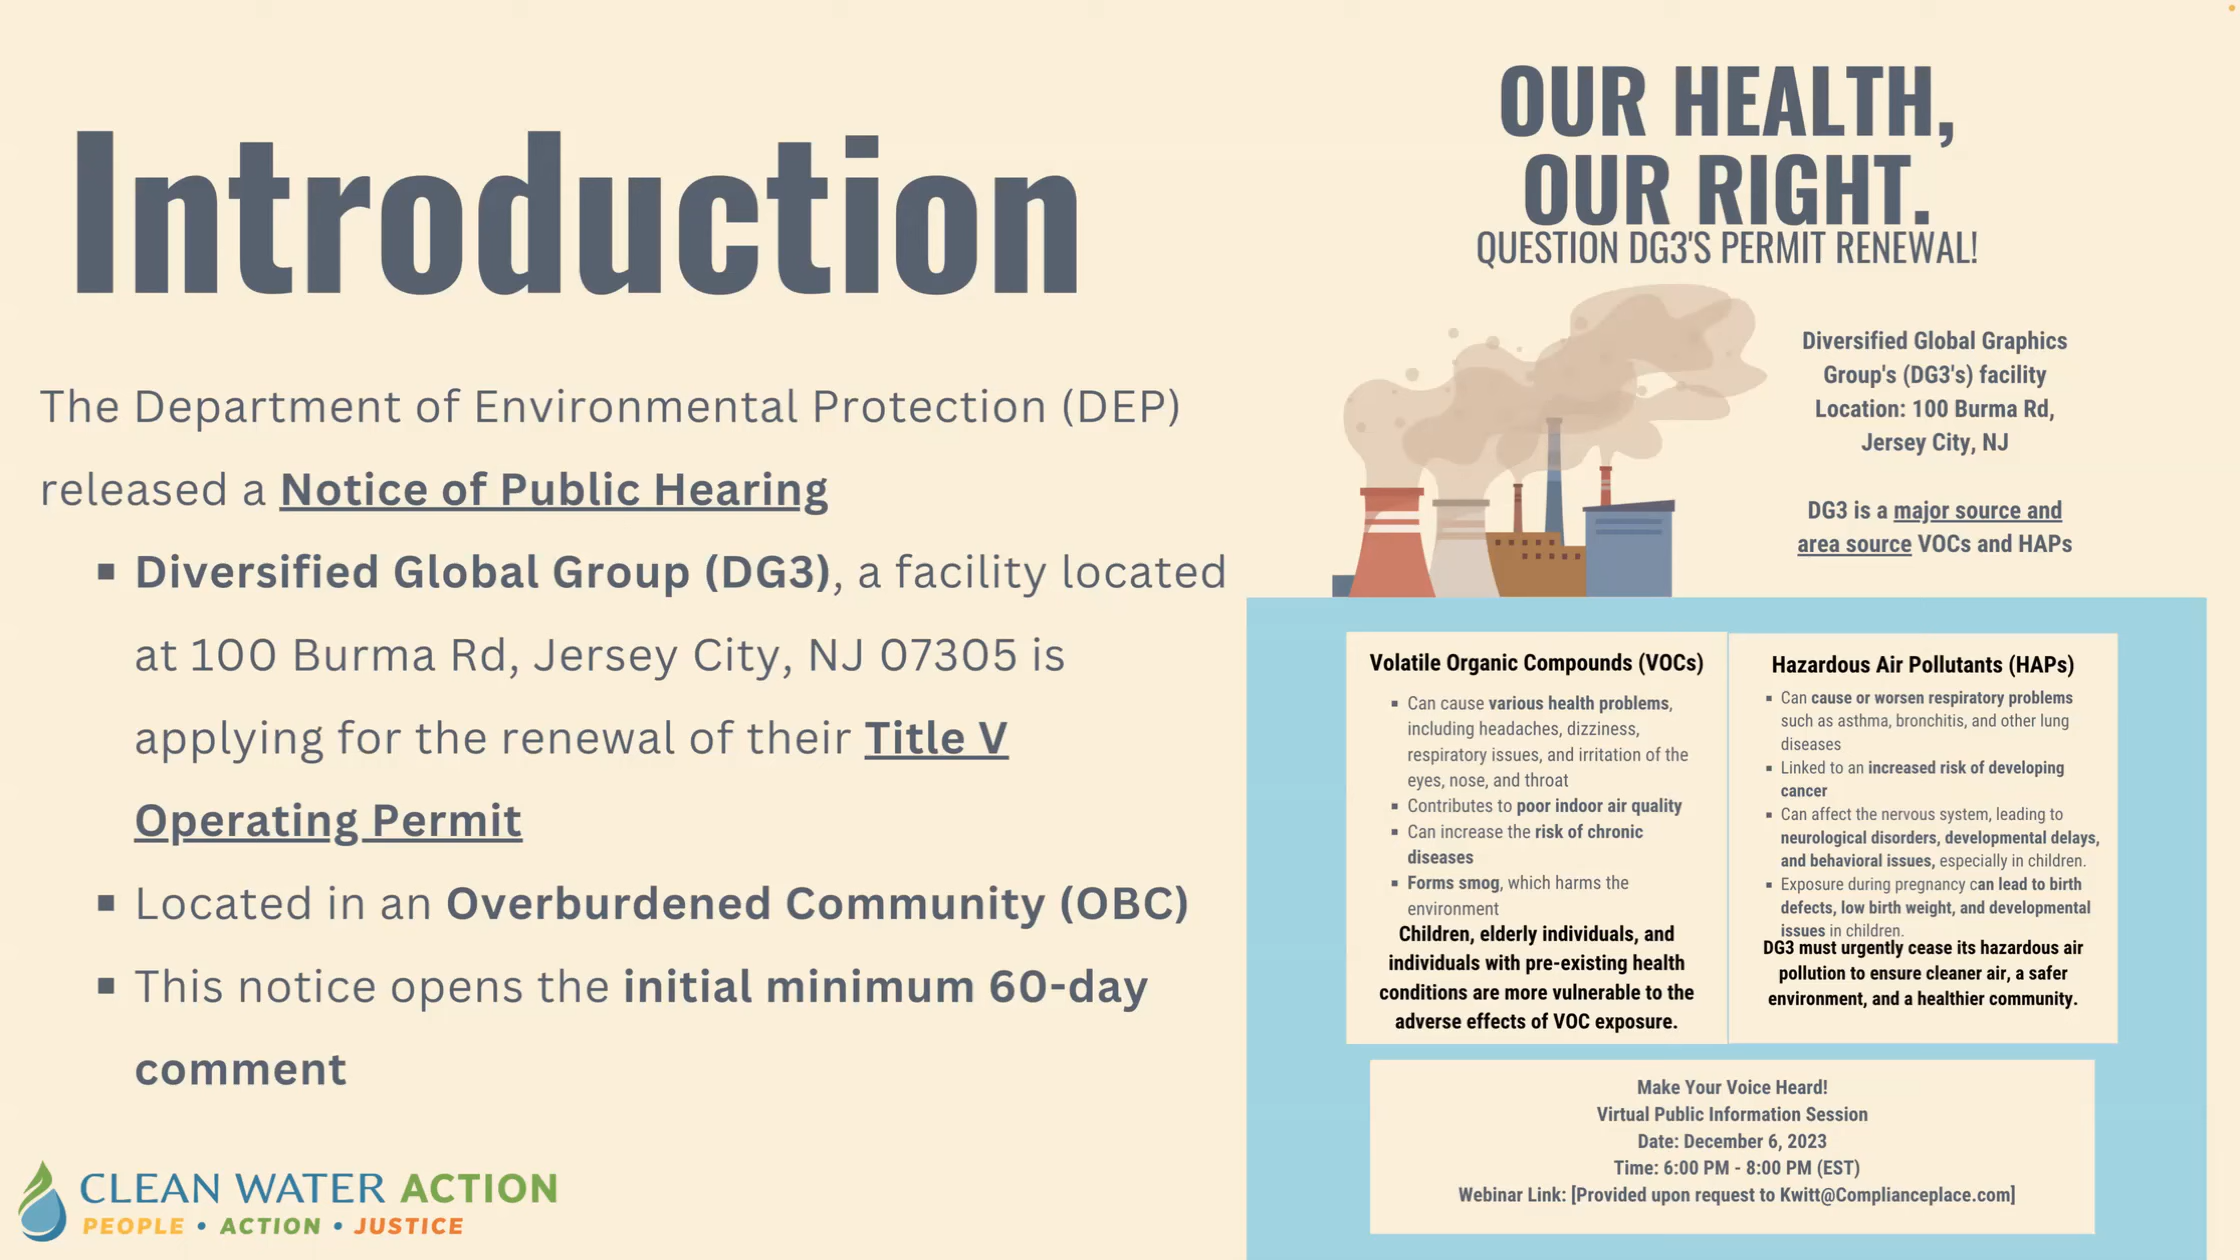 Introduction
The Department of Environmental Protection (DEP)
released a Notice of Public Hearing
▪ Diversified Global Group (DG3), a facility located
at 100 Burma Rd, Jersey City, NJ 07305 is
applying for the renewal of their Title V
Operating Permit
▪ Located in an Overburdened Community (OBC)
▪ This notice opens the initial minimum 60-day
comment
CLEAN WATER ACTION
PEOPLE • ACTION • JUSTICE
OUR HEALTH,
OUR RIGHT.
QUESTION DG3'S PERMIT RENEWAL!
Diversified Global Graphics
Group's (DG3's) facility
Location: 100 Burma Rd,
Jersey City, NJ
DG3 is a major source and
area source VOCs and HAPs
Volatile Organic Compounds (VOCs)
▪ Can cause various health problems,
including headaches, dizziness,
respiratory issues, and irritation of the
eyes, nose, and throat
▪ Contributes to poor indoor air quality
▪ Can increase the risk of chronic
diseases
▪ Forms smog, which harms the
environment
Children, elderly individuals, and
individuals with pre-existing health
conditions are more vulnerable to the
adverse effects of VOC exposure.
Hazardous Air Pollutants (HAPs)
▪ Can cause or worsen respiratory problems
such as asthma, bronchitis, and other lung
diseases
▪ Linked to an increased risk of developing
cancer
▪ Can affect the nervous system, leading to
neurological disorders, developmental delays,
and behavioral issues, especially in children.
▪ Exposure during pregnancy can lead to birth
defects, low birth weight, and developmental
issues in children.
DG3 must urgently cease its hazardous air
pollution to ensure cleaner air, a safer
environment, and a healthier community.
Make Your Voice Heard!
Virtual Public Information Session
Date: December 6, 2023
Time: 6:00 PM - 8:00 PM (EST)
Webinar Link: [Provided upon request to Kwitt@Complianceplace.com]